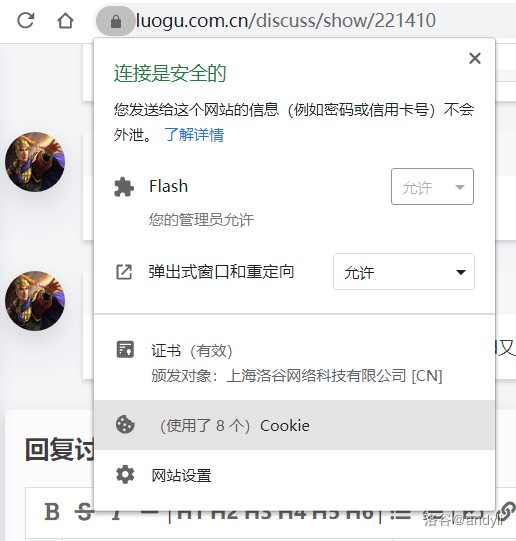 luogu.com.cn/discuss/show/221410
连接是安全的
您发送给这个网站的信息（例如密码或信用卡号）不会
外泄。 了解详情
Flash
允许
您的管理员允许
弹出式窗口和重定向
允许
证书（有效）
颁发对象：上海洛谷网络科技有限公司 [CN]
又
（使用了 8 个）Cookie
回复讨
网站设置
B S I — | H1 H2 H3 H4 H5 H6 |
洛谷@andyli